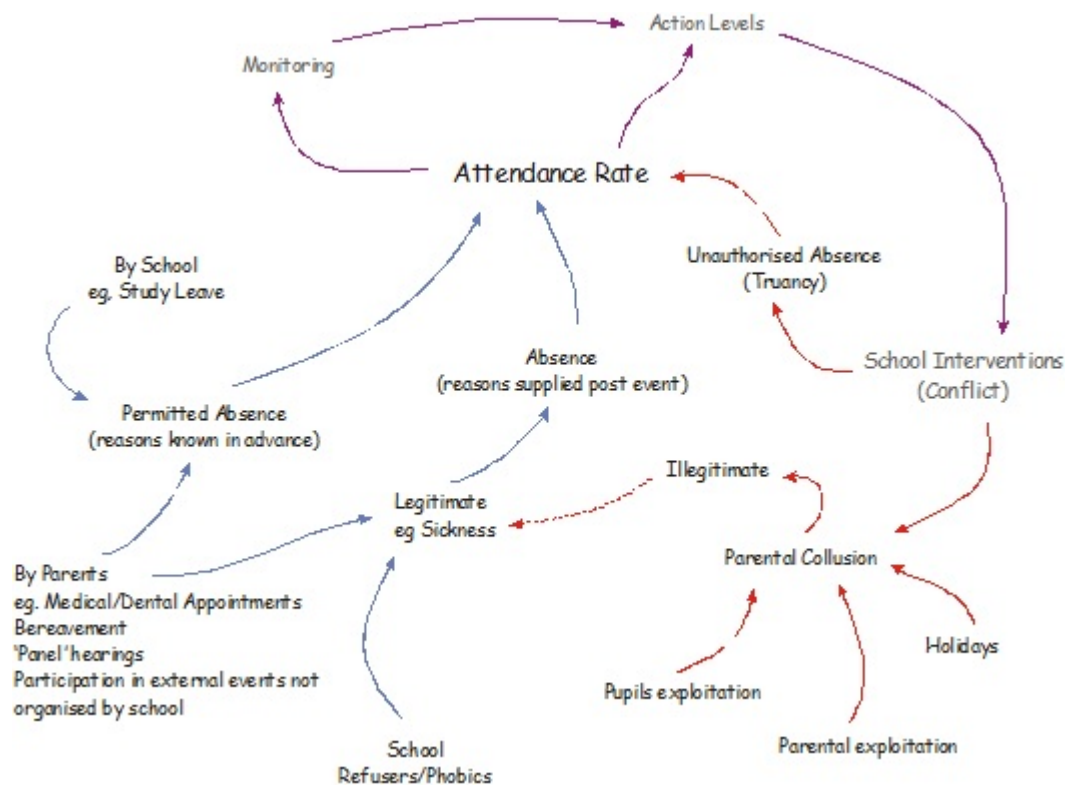 Action Levels
Monitoring
Attendance Rate
By School
eg, Study Leave
Unauthorised Absence
(Truancy)
Absence
(reasons supplied post event)
School Interventions
(Conflict)
Permitted Absence
(reasons known in advance)
Illegitimate
Legitimate
eg Sickness
Parental Collusion
By Parents
eg. Medical/Dental Appointments
Bereavement
'Panel' hearings
Participation in external events not
organised by school
Holidays
Pupils exploitation
Parental exploitation
School
Refusers/Phobics